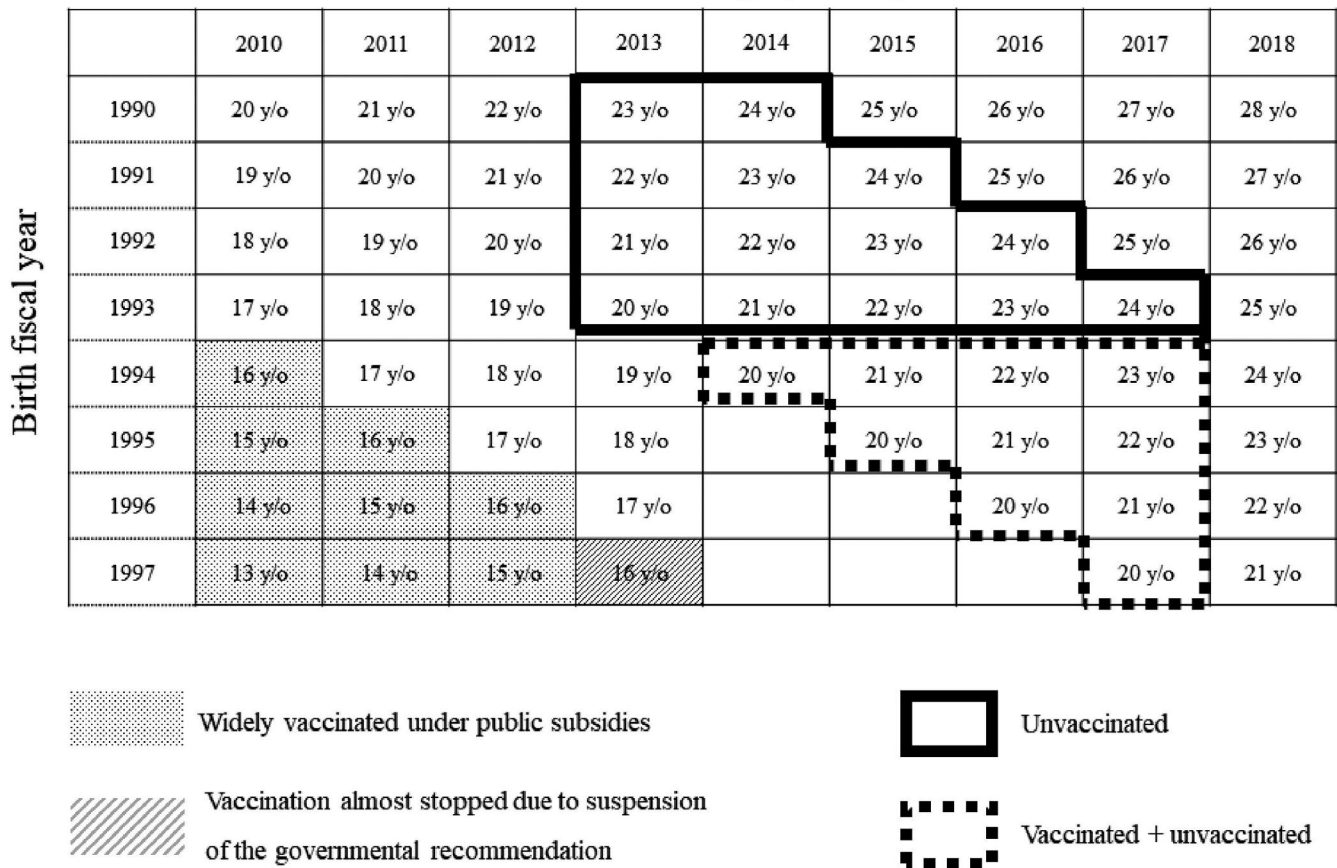 2010 2011 2012 2013 2014 2015 2016 2017 2018
1990 20 y/o 21 y/o 22 y/o 23 y/o 24 y/o 25 y/o 26 y/o 27 y/o 28 y/o
1991 19 y/o 20 y/o 21 y/o 22 y/o 23 y/o 24 y/o 25 y/o 26 y/o 27 y/o
1992 18 y/o 19 y/o 20 y/o 21 y/o 22 y/o 23 y/o 24 y/o 25 y/o 26 y/o
1993 17 y/o 18 y/o 19 y/o 20 y/o 21 y/o 22 y/o 23 y/o 24 y/o 25 y/o
1994 16 y/o 17 y/o 18 y/o 19 y/o 20 y/o 21 y/o 22 y/o 23 y/o 24 y/o
1995 15 y/o 16 y/o 17 y/o 18 y/o 20 y/o 21 y/o 22 y/o 23 y/o
1996 14 y/o 15 y/o 16 y/o 17 y/o 20 y/o 21 y/o 22 y/o
1997 13 y/o 14 y/o 15 y/o 16 y/o 20 y/o 21 y/o
Birth fiscal year
Widely vaccinated under public subsidies
Unvaccinated
Vaccination almost stopped due to suspension
of the governmental recommendation
Vaccinated + unvaccinated